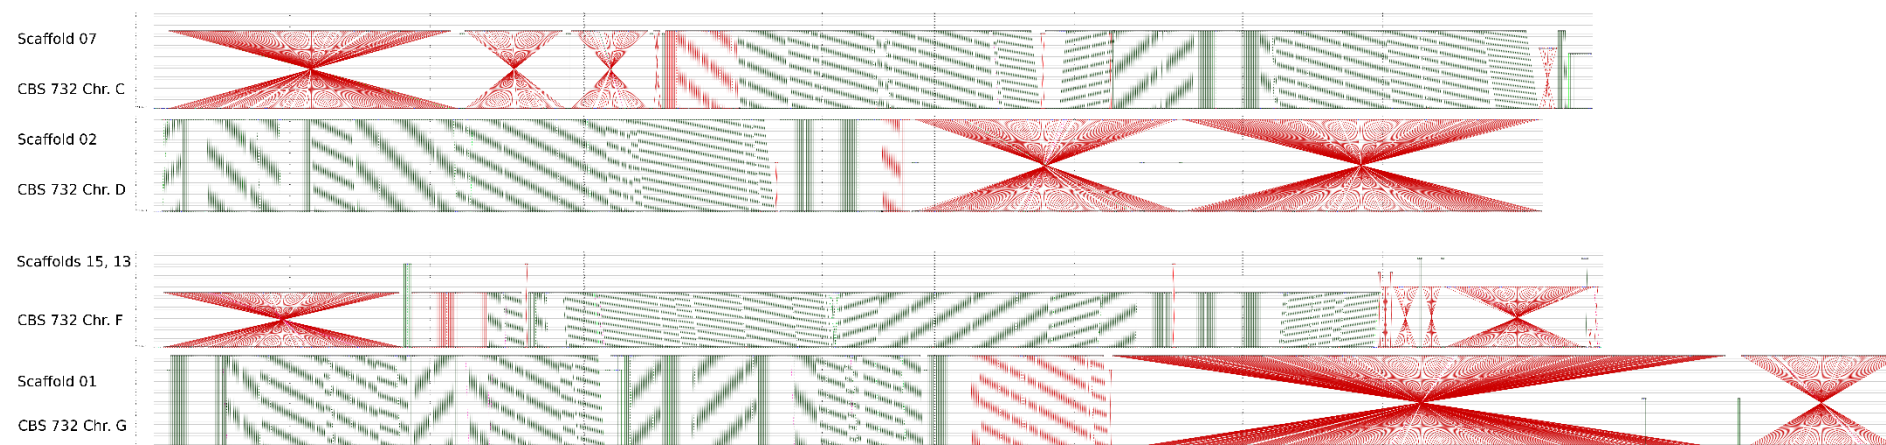 Scaffold 07
CBS 732 Chr. C
Scaffold 02
CBS 732 Chr. D
Scaffolds 15, 13
CBS 732 Chr. F
Scaffold 01
CBS 732 Chr. G